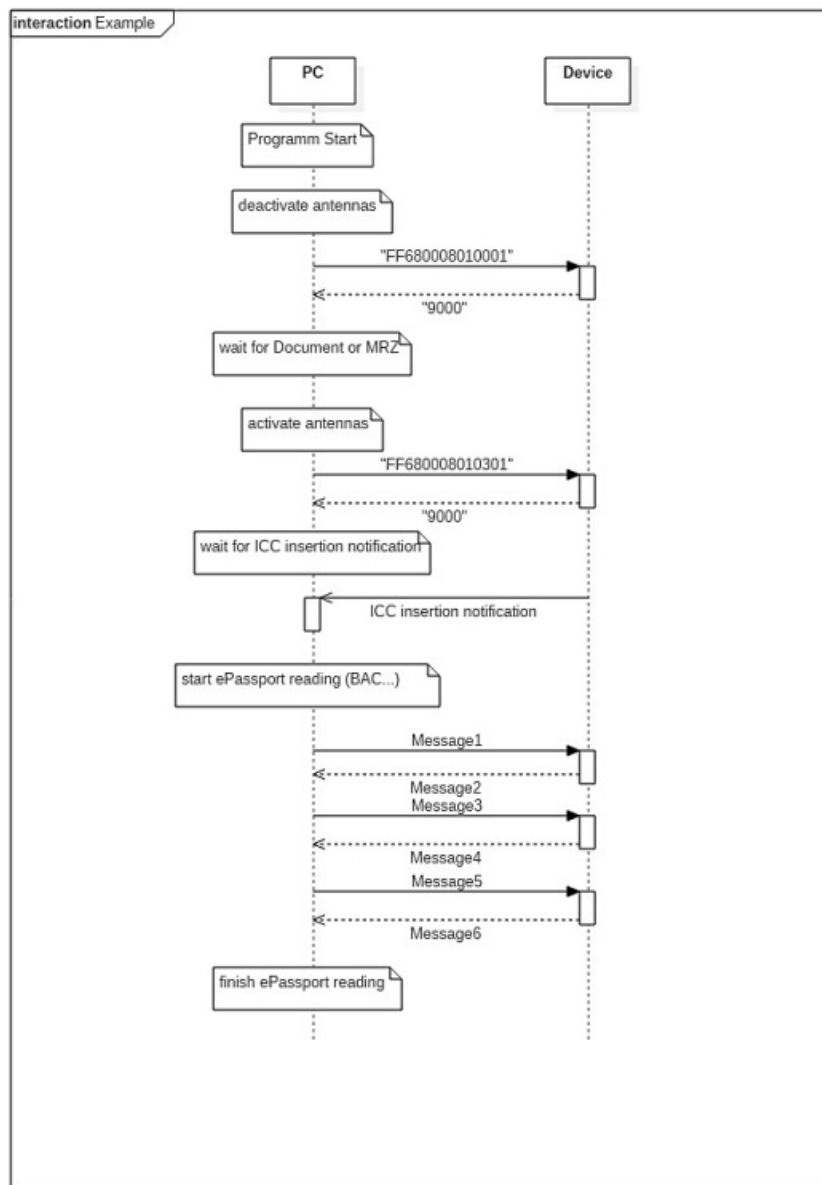 interaction Example
PC
Device
Programm Start
deactivate antennas
"FF680008010001"
"9000"
wait for Document or MRZ
activate antennas
"FF680008010301"
"9000"
wait for ICC insertion notification
ICC insertion notification
start ePassport reading (BAC...)
Message1
Message2
Message3
Message4
Message5
Message6
finish ePassport reading